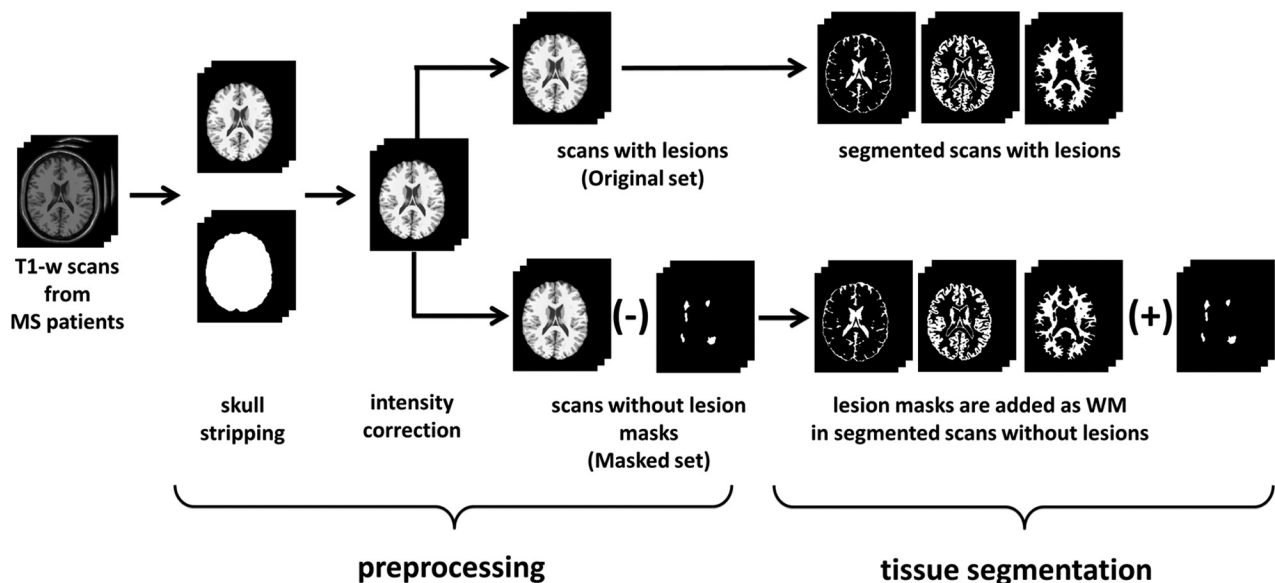 scans with lesions
(Original set)
segmented scans with lesions
T1-w scans
from
MS patients
(-)
(+)
skull
stripping
intensity
correction
scans without lesion
masks
(Masked set)
lesion masks are added as WM
in segmented scans without lesions
preprocessing
tissue segmentation